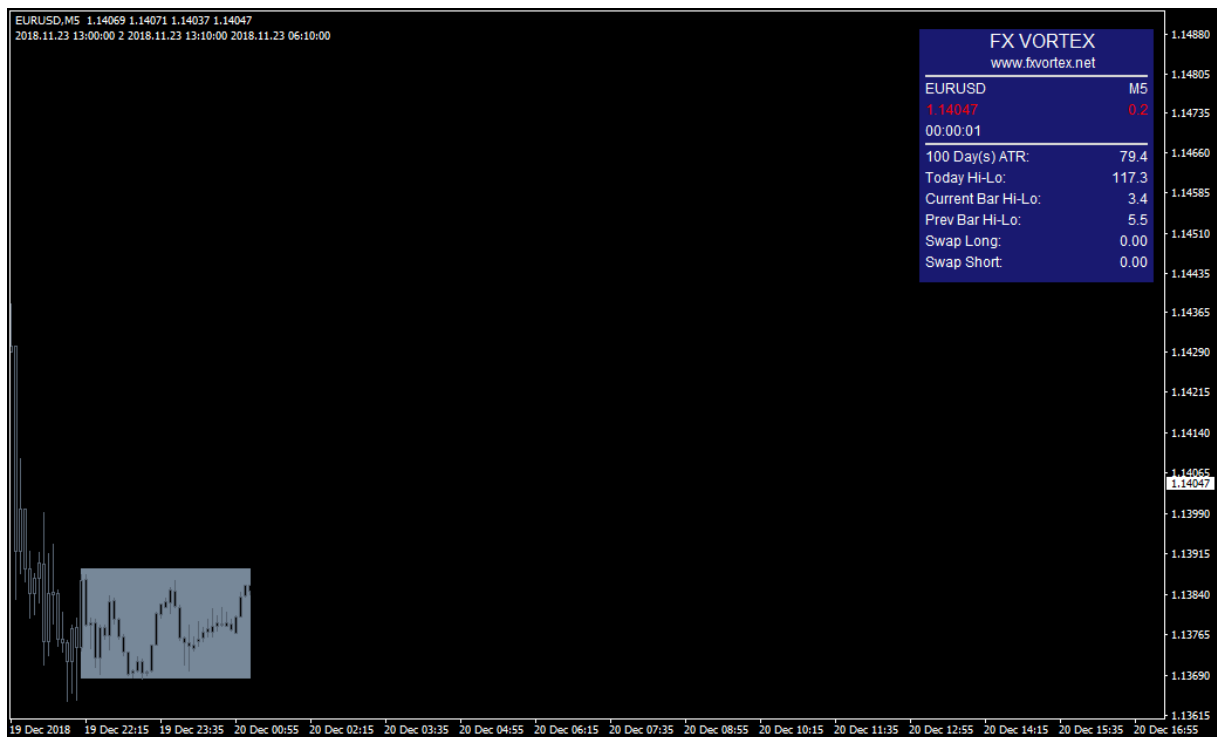 EURUSD,M5 1.14069 1.14071 1.14037 1.14047
2018.11.23 13:00:00 2 2018.11.23 13:10:00 2018.11.23 06:10:00
FX VORTEX
www.fxvortex.net
EURUSD M5
1.14047 0.2
00:00:01
100 Day(s) ATR: 79.4
Today Hi-Lo: 117.3
Current Bar Hi-Lo: 3.4
Prev Bar Hi-Lo: 5.5
Swap Long: 0.00
Swap Short: 0.00
1.14880
1.14805
1.14735
1.14660
1.14585
1.14510
1.14435
1.14365
1.14290
1.14215
1.14140
1.14065
1.14047
1.13990
1.13915
1.13840
1.13765
1.13690
1.13615
19 Dec 2018 19 Dec 22:15 19 Dec 23:35 20 Dec 00:55 20 Dec 02:15 20 Dec 03:35 20 Dec 04:55 20 Dec 06:15 20 Dec 07:35 20 Dec 08:55 20 Dec 10:15 20 Dec 11:35 20 Dec 12:55 20 Dec 14:15 20 Dec 15:35 20 Dec 16:55